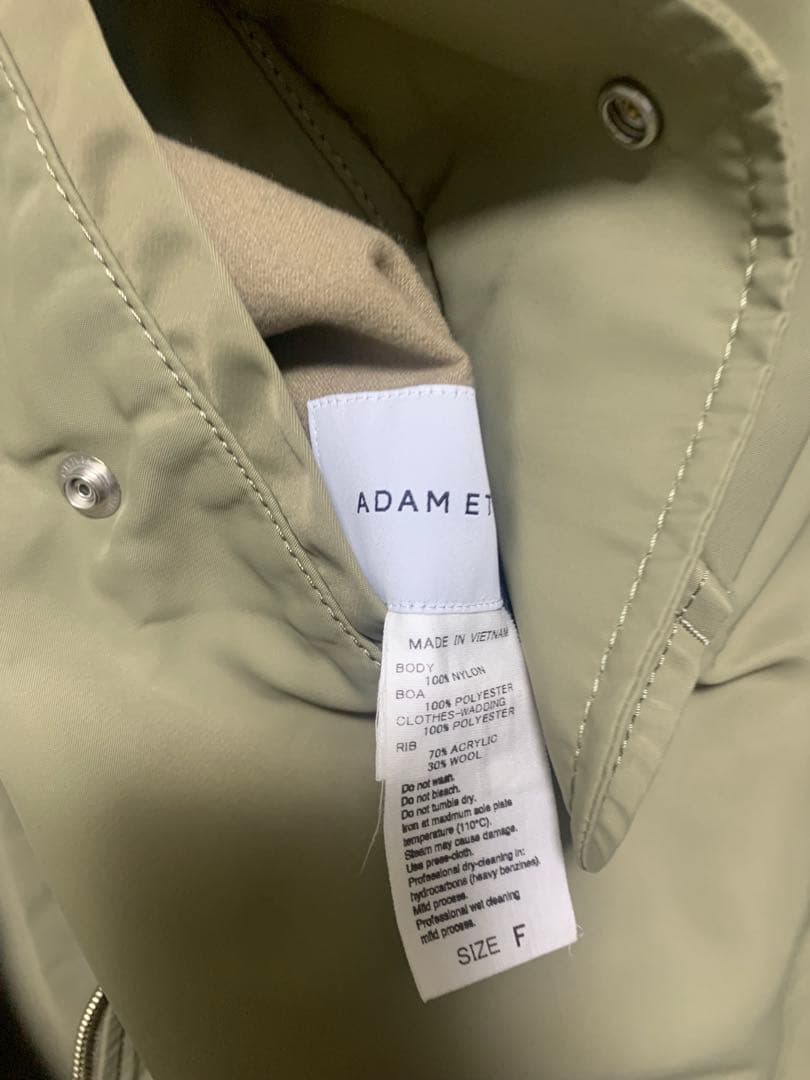 ADAM ET
MADE IN VIETNAM
BODY
100% NYLON
BOA
100% POLYESTER
CLOTHES-WADDING
100% POLYESTER
RIB
70% ACRYLIC
30% WOOL
Do not wash.
Do not bleach.
Do not tumble dry.
Iron at maximum sole plate
temperature (110°C).
Steam may cause damage.
Use press-cloth.
Professional dry-cleaning in:
hydrocarbons (heavy benzines).
Mild process.
Professional wet cleaning
mild process.
SIZE F